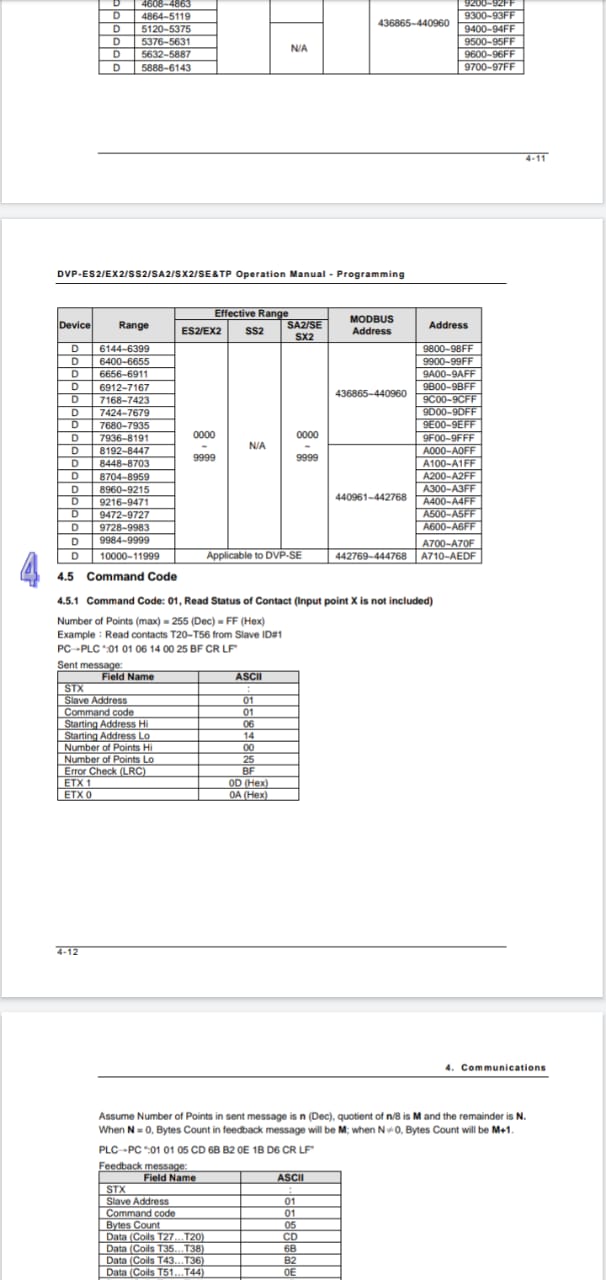 D 4608~4863 9200~92FF
D 4864~5119 9300~93FF
D 5120~5375 436865~440960 9400~94FF
D 5376~5631 N/A 9500~95FF
D 5632~5887 9600~96FF
D 5888~6143 9700~97FF
4-11
DVP-ES2/EX2/SS2/SA2/SX2/SE&TP Operation Manual - Programming
Device Range Effective Range MODBUS Address Address
ES2/EX2 SS2 SA2/SE SX2
D 6144~6399 9800~98FF
D 6400~6655 9900~99FF
D 6656~6911 9A00~9AFF
D 6912~7167 9B00~9BFF
D 7168~7423 436865~440960 9C00~9CFF
D 7424~7679 9D00~9DFF
D 7680~7935 9E00~9EFF
D 7936~8191 0000 ~ 9999 N/A 0000 ~ 9999 9F00~9FFF
D 8192~8447 A000~A0FF
D 8448~8703 A100~A1FF
D 8704~8959 A200~A2FF
D 8960~9215 440961~442768 A300~A3FF
D 9216~9471 A400~A4FF
D 9472~9727 A500~A5FF
D 9728~9983 A600~A6FF
D 9984~9999 A700~A70F
D 10000~11999 Applicable to DVP-SE 442769~444768 A710~AEDF
4
4.5 Command Code
4.5.1 Command Code: 01, Read Status of Contact (Input point X is not included)
Number of Points (max) = 255 (Dec) = FF (Hex)
Example : Read contacts T20~T56 from Slave ID#1
PC→PLC “:01 01 06 14 00 25 BF CR LF”
Sent message:
Field Name ASCII
STX :
Slave Address 01
Command code 01
Starting Address Hi 06
Starting Address Lo 14
Number of Points Hi 00
Number of Points Lo 25
Error Check (LRC) BF
ETX 1 0D (Hex)
ETX 0 0A (Hex)
4-12
4. Communications
Assume Number of Points in sent message is n (Dec), quotient of n/8 is M and the remainder is N.
When N = 0, Bytes Count in feedback message will be M; when N≠0, Bytes Count will be M+1.
PLC→PC “:01 01 05 CD 6B B2 0E 1B D6 CR LF”
Feedback message:
Field Name ASCII
STX :
Slave Address 01
Command code 01
Bytes Count 05
Data (Coils T27…T20) CD
Data (Coils T35…T38) 6B
Data (Coils T43…T36) B2
Data (Coils T51…T44) 0E